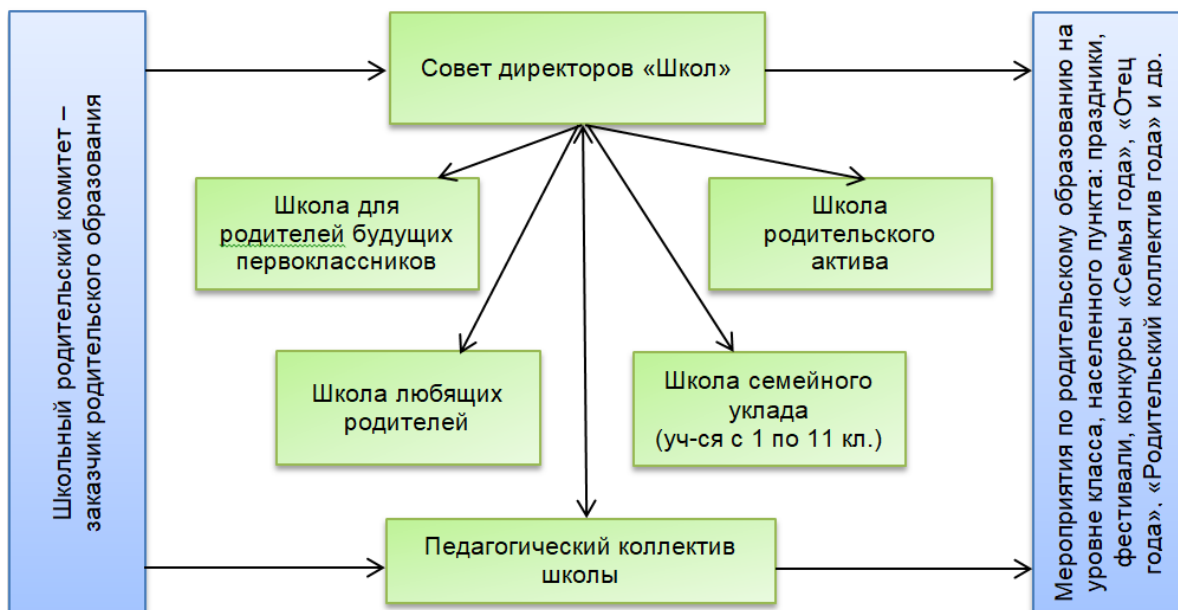 Школьный родительский комитет –
заказчик родительского образования
Совет директоров «Школ»
Школа для
родителей будущих
первоклассников
Школа
родительского
актива
Школа любящих
родителей
Школа семейного
уклада
(уч-ся с 1 по 11 кл.)
Педагогический коллектив
школы
Мероприятия по родительскому образованию на
уровне класса, населенного пункта: праздники,
фестивали, конкурсы «Семья года», «Отец
года». «Родительский коллектив года» и др.